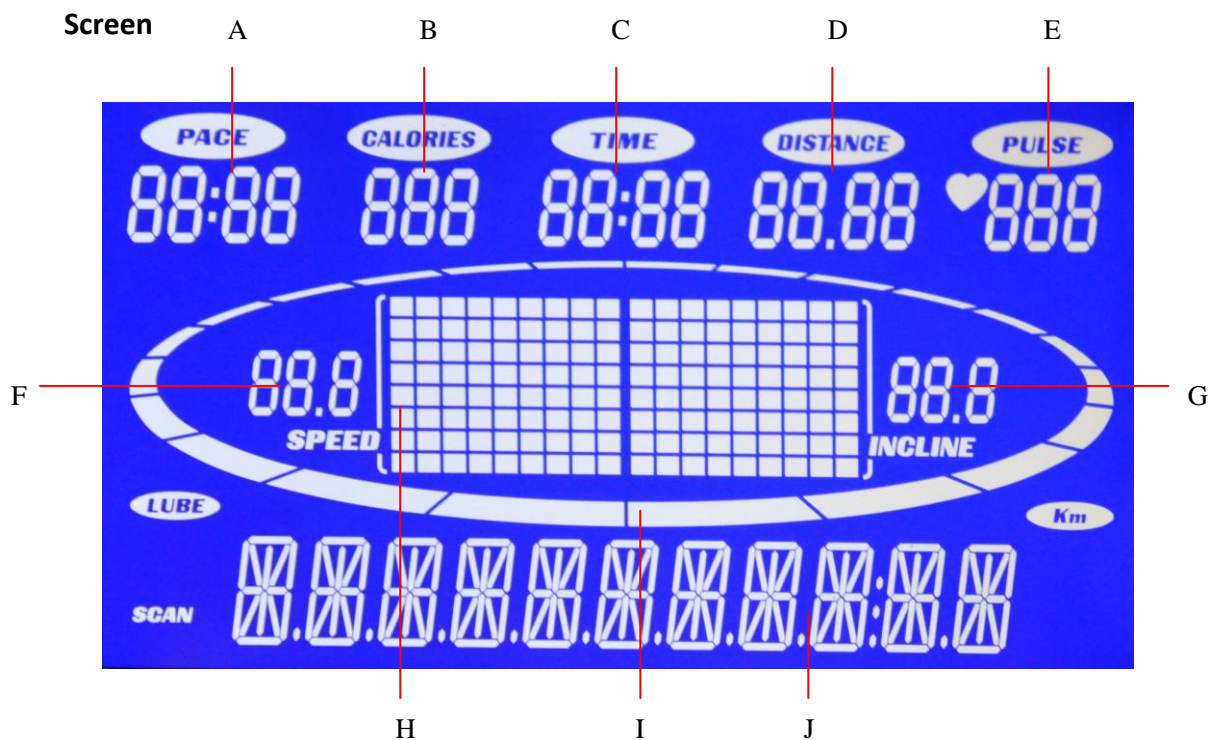 Screen
A B C D E
PACE CALORIES TIME DISTANCE PULSE
88:88 888 88:88 88.88 888
F 88.8 88.8 G
SPEED INCLINE
LUBE Km
SCAN
H I J